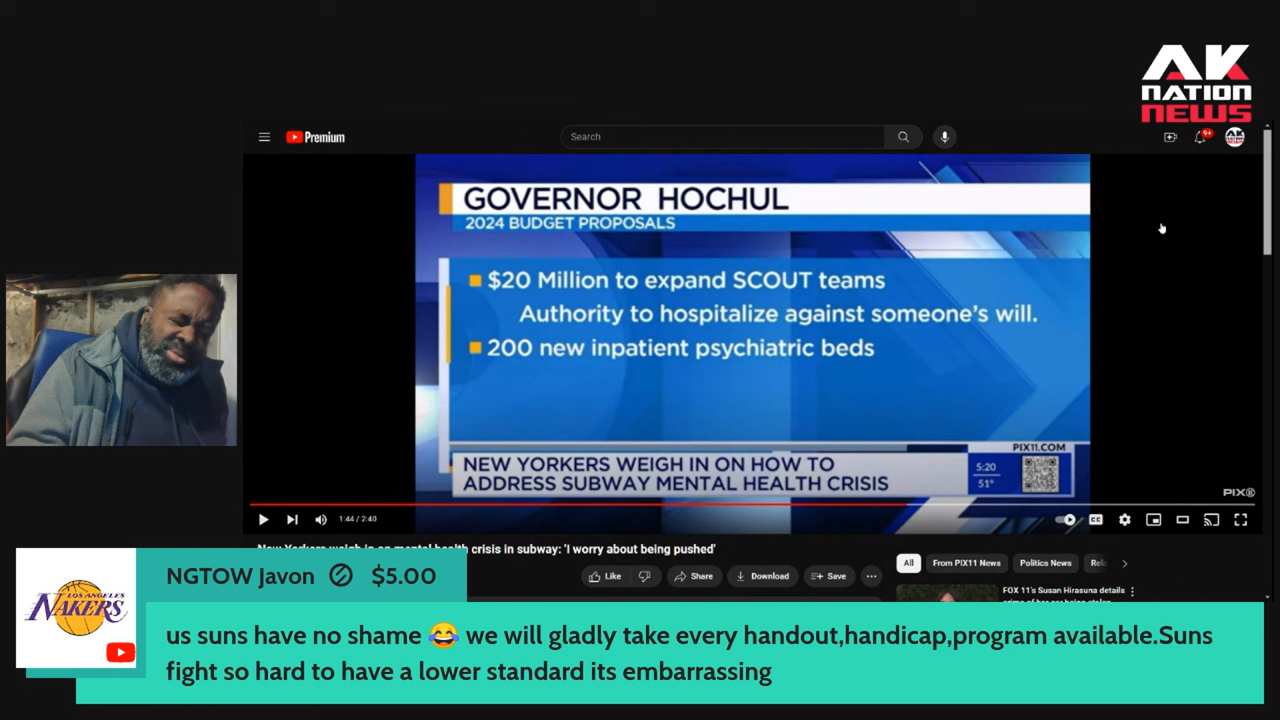 AK
NATION
NEWS
Premium
Search
9+
GOVERNOR HOCHUL
2024 BUDGET PROPOSALS
$20 Million to expand SCOUT teams
Authority to hospitalize against someone's will.
200 new inpatient psychiatric beds
PIX11.COM
NEW YORKERS WEIGH IN ON HOW TO
ADDRESS SUBWAY MENTAL HEALTH CRISIS
5:20
51°
PIX11
1:44 / 2:40
CC
New Yorkers weigh in on mental health crisis in subway: 'I worry about being pushed'
Like
Share
Download
Save
All
From PIX11 News
Politics News
Rel
FOX 11's Susan Hirasuna details
LOS ANGELES
NAKERS
NGTOW Javon $5.00
us suns have no shame 😂 we will gladly take every handout,handicap,program available.Suns
fight so hard to have a lower standard its embarrassing